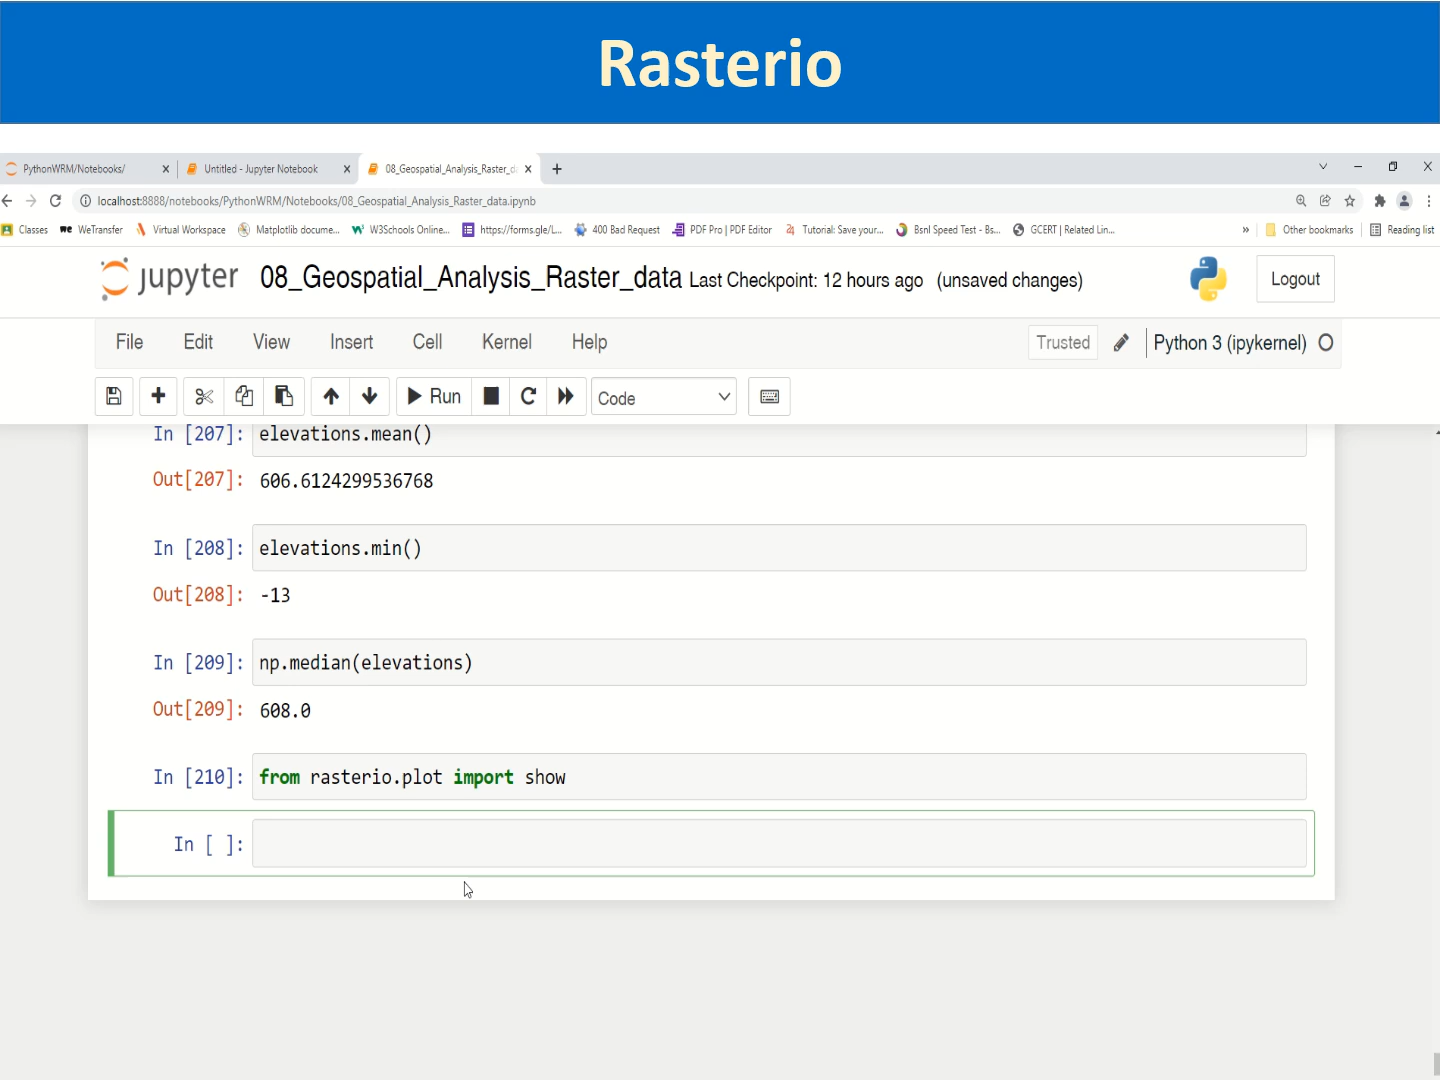 Rasterio
PythonWRM/Notebooks/
Untitled - Jupyter Notebook
08_Geospatial_Analysis_Raster_d
localhost:8888/notebooks/PythonWRM/Notebooks/08_Geospatial_Analysis_Raster_data.ipynb
Classes WeTransfer Virtual Workspace Matplotlib docume... W3Schools Online... https://forms.gle/L... 400 Bad Request PDF Pro | PDF Editor Tutorial: Save your... Bsnl Speed Test - Bs... GCERT | Related Lin... » Other bookmarks Reading list
jupyter 08_Geospatial_Analysis_Raster_data Last Checkpoint: 12 hours ago (unsaved changes) Logout
File Edit View Insert Cell Kernel Help Trusted Python 3 (ipykernel)
Run Code
In [207]: elevations.mean()
Out[207]: 606.6124299536768
In [208]: elevations.min()
Out[208]: -13
In [209]: np.median(elevations)
Out[209]: 608.0
In [210]: from rasterio.plot import show
In [ ]: